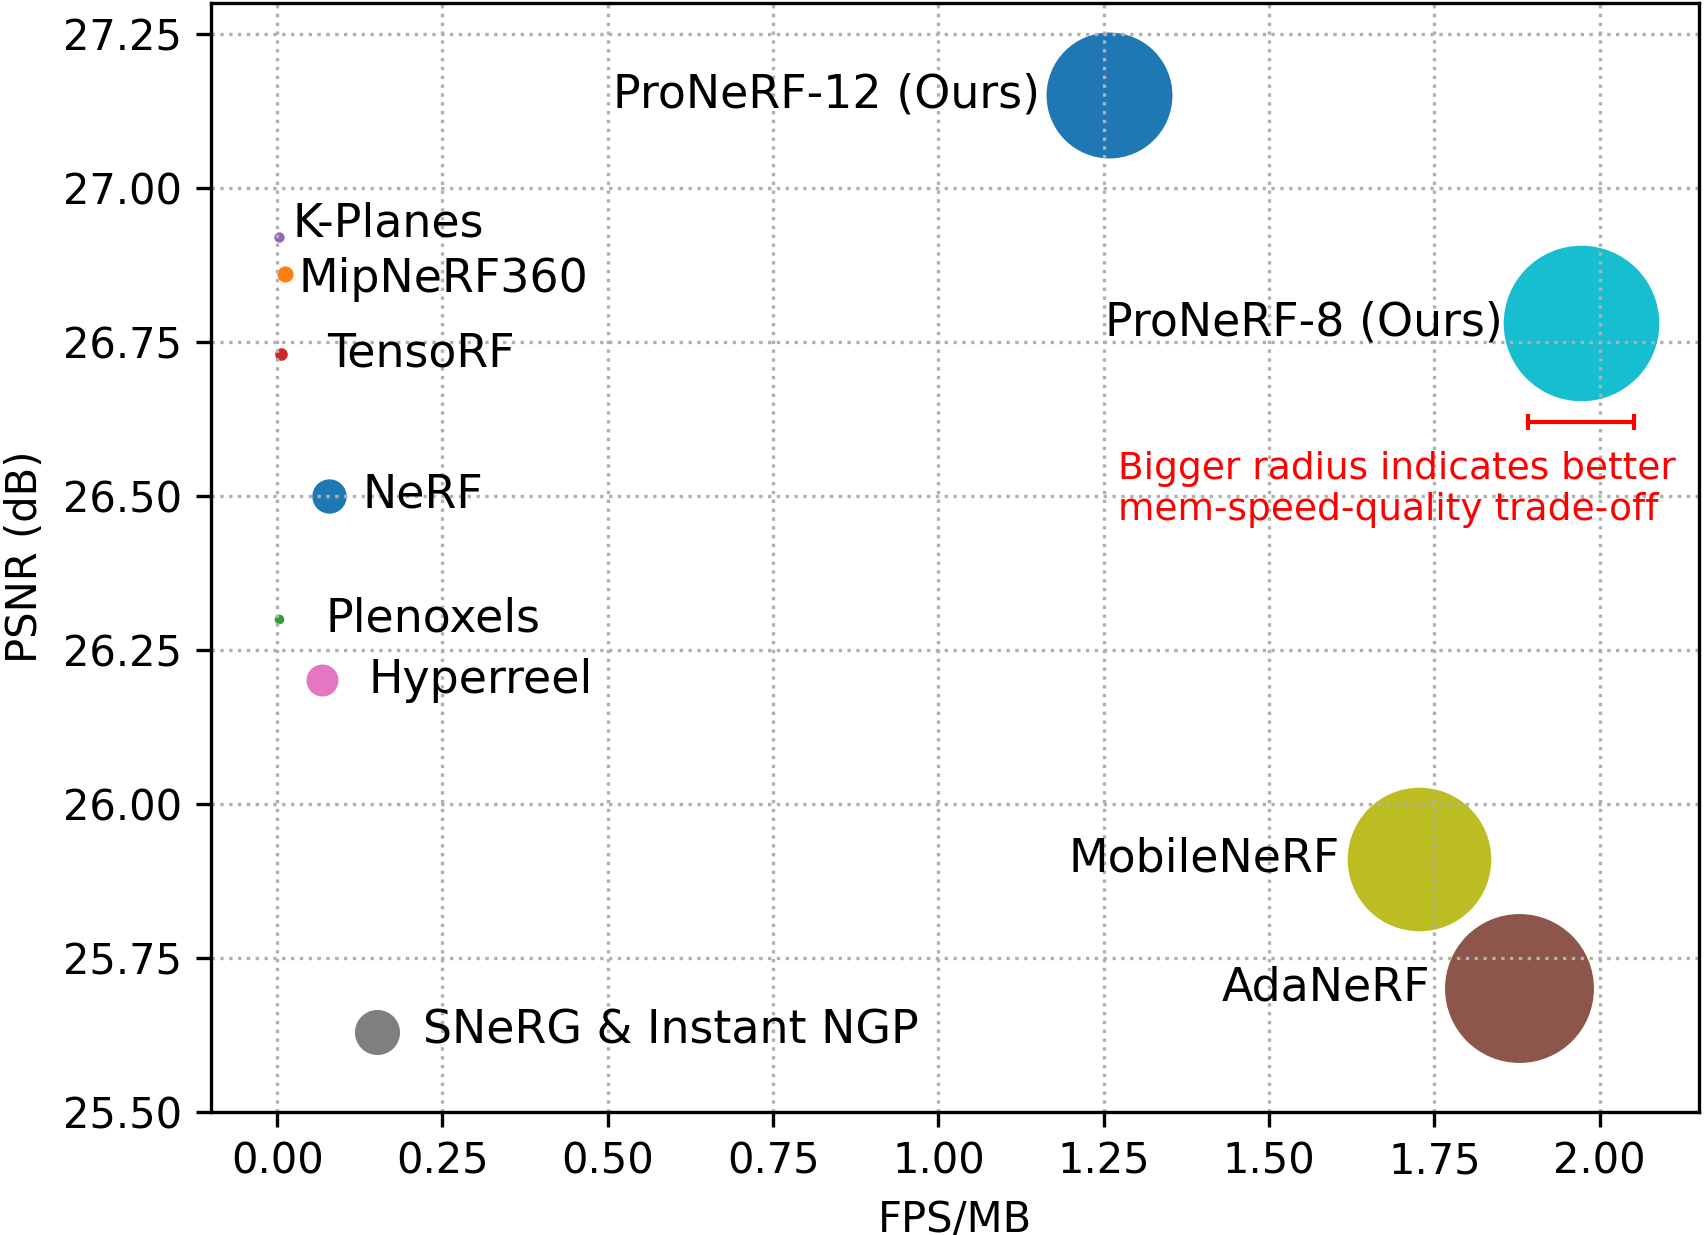 27.25
ProNeRF-12 (Ours)
27.00
K-Planes
MipNeRF360
ProNeRF-8 (Ours)
26.75
TensoRF
Bigger radius indicates better
mem-speed-quality trade-off
26.50
NeRF
PSNR (dB)
Plenoxels
26.25
Hyperreel
26.00
MobileNeRF
25.75
AdaNeRF
SNeRG & Instant NGP
25.50
0.00 0.25 0.50 0.75 1.00 1.25 1.50 1.75 2.00
FPS/MB